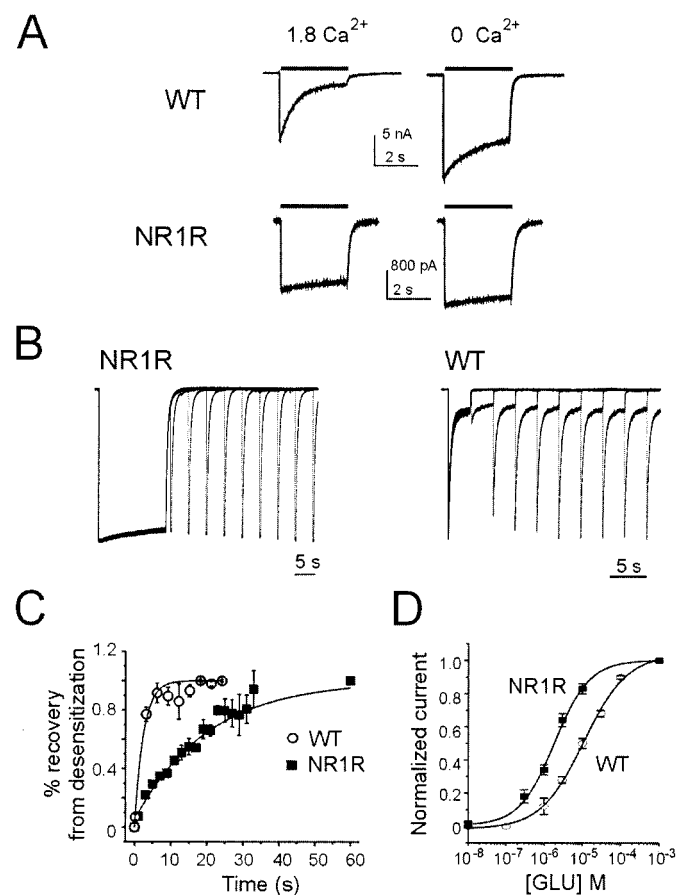 A
1.8 Ca2+
0 Ca2+
WT
5 nA
2 s
NR1R
800 pA
2 s
B
NR1R
WT
5 s
5 s
C
% recovery
from desensitization
1.2
0.8
0.4
0
WT
NR1R
0 10 20 30 40 50 60
Time (s)
D
Normalized current
1.0
0.8
0.6
0.4
0.2
0
NR1R
WT
10-8 10-7 10-6 10-5 10-4 10-3
[GLU] M